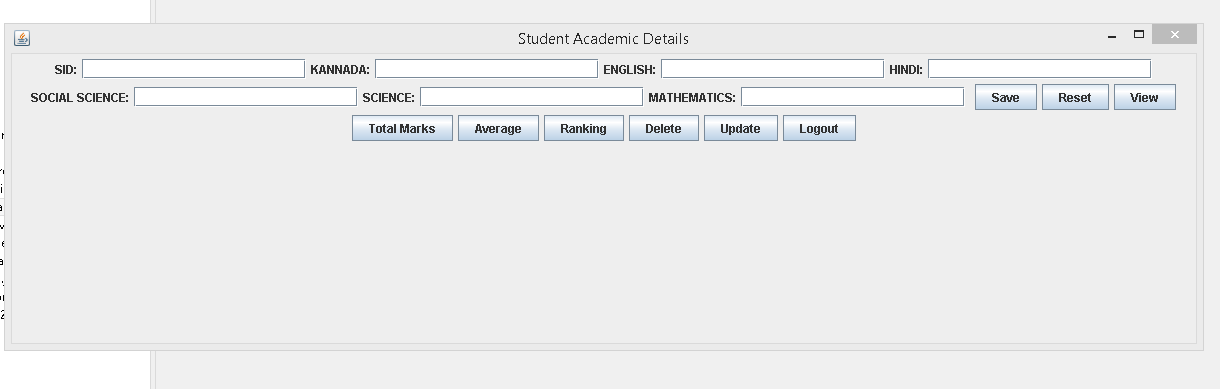 Student Academic Details
SID: KANNADA: ENGLISH: HINDI:
SOCIAL SCIENCE: SCIENCE: MATHEMATICS: Save Reset View
Total Marks Average Ranking Delete Update Logout